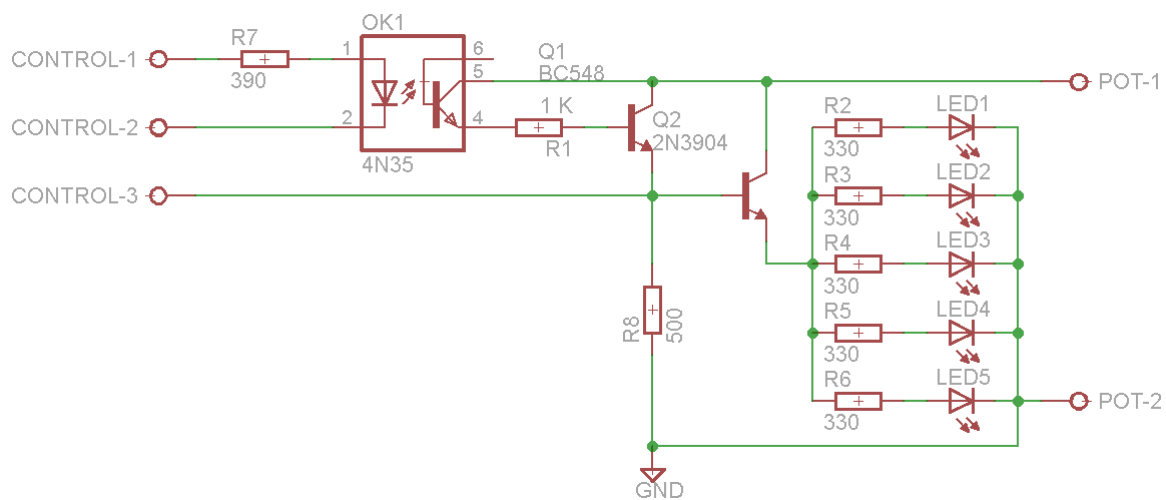 OK1
CONTROL-1
R7
390
1
6
Q1
BC548
5
POT-1
CONTROL-2
2
4
1 K
R1
Q2
2N3904
4N35
R2
330
LED1
CONTROL-3
R3
330
LED2
R4
330
LED3
R8
500
R5
330
LED4
R6
330
LED5
POT-2
GND